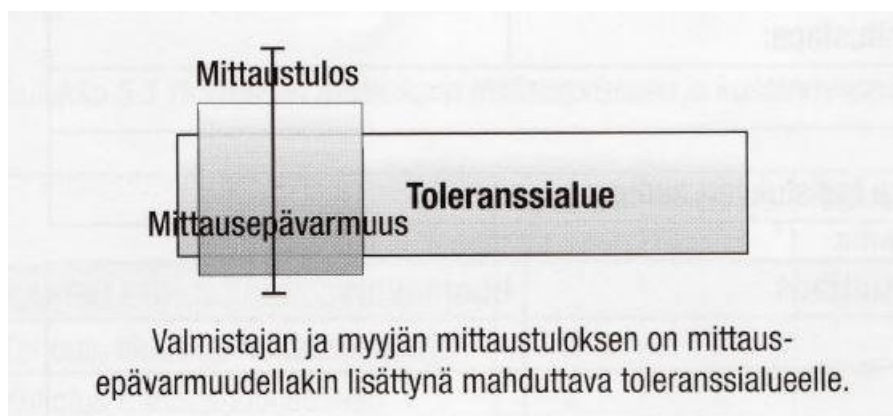 Mittaustulos
Toleranssialue
Mittausepävarmuus
Valmistajan ja myyjän mittaustuloksen on mittaus-
epävarmuudellakin lisättynä mahduttava toleranssialueelle.